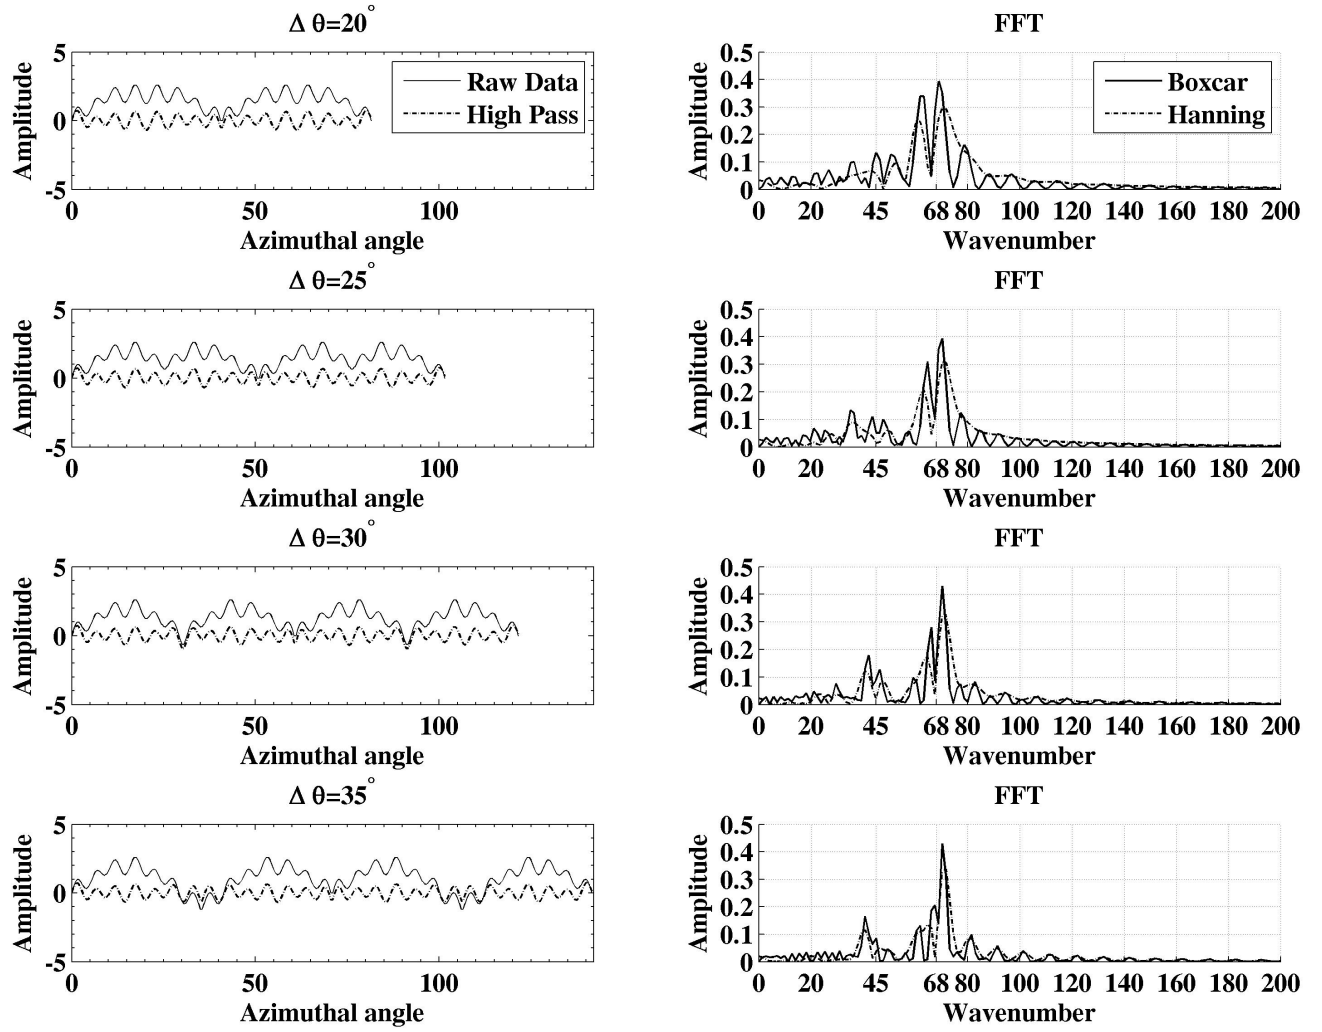 Δ θ=20°
FFT
Amplitude
5
0
-5
Raw Data
High Pass
0 50 100
Azimuthal angle
Amplitude
0.5
0.4
0.3
0.2
0.1
0
Boxcar
Hanning
0 20 45 68 80 100 120 140 160 180 200
Wavenumber
Δ θ=25°
FFT
Amplitude
5
0
-5
0 50 100
Azimuthal angle
Amplitude
0.5
0.4
0.3
0.2
0.1
0
0 20 45 68 80 100 120 140 160 180 200
Wavenumber
Δ θ=30°
FFT
Amplitude
5
0
-5
0 50 100
Azimuthal angle
Amplitude
0.5
0.4
0.3
0.2
0.1
0
0 20 45 68 80 100 120 140 160 180 200
Wavenumber
Δ θ=35°
FFT
Amplitude
5
0
-5
0 50 100
Azimuthal angle
Amplitude
0.5
0.4
0.3
0.2
0.1
0
0 20 45 68 80 100 120 140 160 180 200
Wavenumber